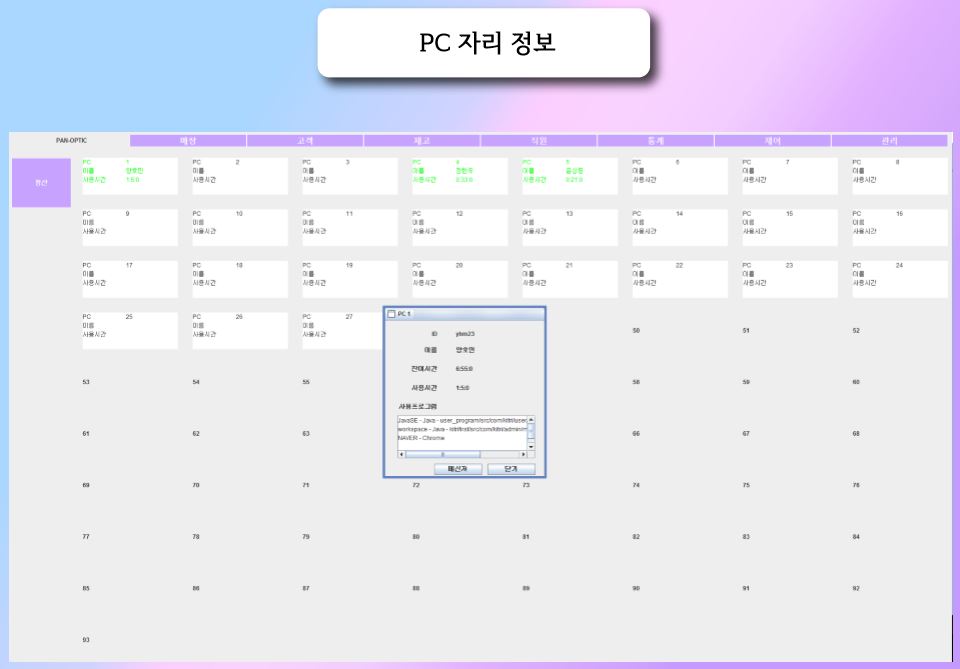 PC 자리 정보
PAN-OPTIC 매장 고객 재고 직원 통계 제어 관리
정산
PC 1 PC 2 PC 3 PC 4 PC 5 PC 6 PC 7 PC 8
이름 양호민 이름 이름 이름 이름 이름 이름 이름
사용시간 1:5:0 사용시간 사용시간 사용시간 0:33:0 사용시간 0:21:0 사용시간 사용시간 사용시간
PC 9 PC 10 PC 11 PC 12 PC 13 PC 14 PC 15 PC 16
이름 이름 이름 이름 이름 이름 이름 이름
사용시간 사용시간 사용시간 사용시간 사용시간 사용시간 사용시간 사용시간
PC 17 PC 18 PC 19 PC 20 PC 21 PC 22 PC 23 PC 24
이름 이름 이름 이름 이름 이름 이름 이름
사용시간 사용시간 사용시간 사용시간 사용시간 사용시간 사용시간 사용시간
PC 25 PC 26 PC 27
이름 이름 이름
사용시간 사용시간 사용시간
50 51 52
PC 1
ID yhm23
이름 양호민
잔여시간 6:55:0
사용시간 1:5:0
사용프로그램
JavaSE - Java - user_program/src/com/kitri/user
workspace - Java - kitrifirst/src/com/kitri/admin/m
NAVER - Chrome
메신저 닫기
53 54 55 58 59 60
61 62 63 66 67 68
69 70 71 72 73 74 75 76
77 78 79 80 81 82 83 84
85 86 87 88 89 90 91 92
93